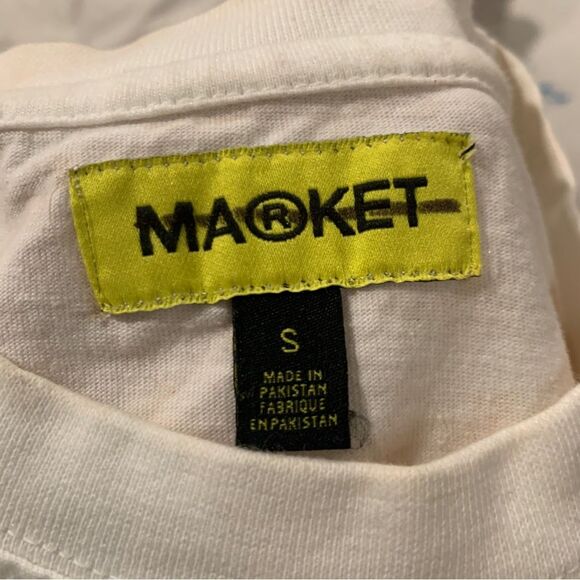 MA®KET
S
MADE IN
PAKISTAN
FABRIQUE
EN PAKISTAN